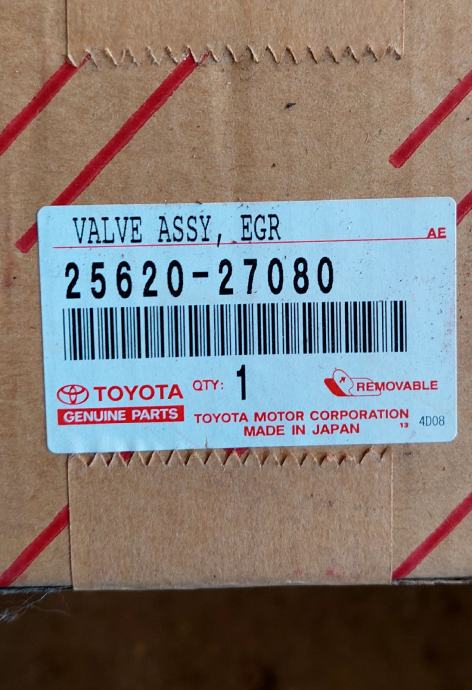 VALVE ASSY, EGR
AE
25620-27080
TOYOTA QTY: 1 REMOVABLE
GENUINE PARTS TOYOTA MOTOR CORPORATION
MADE IN JAPAN 13 4D08